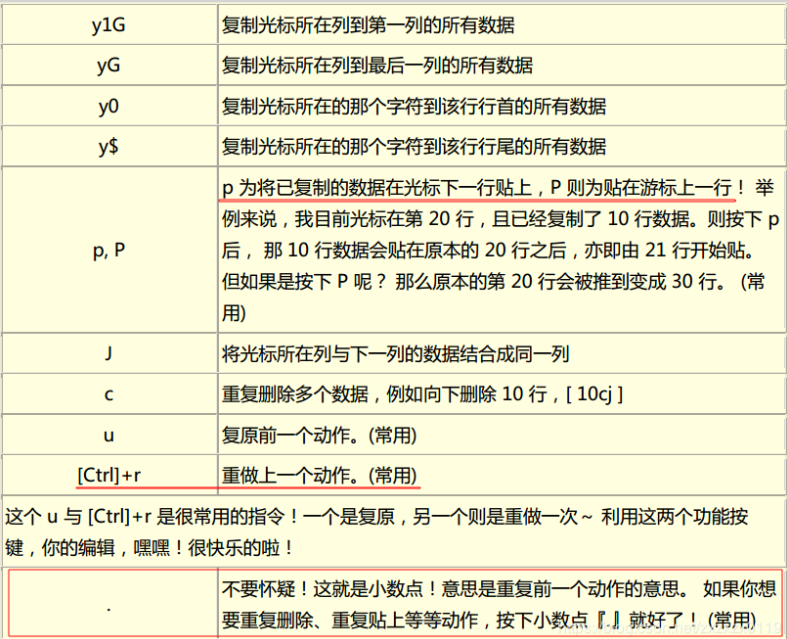 y1G 复制光标所在列到第一列的所有数据
yG 复制光标所在列到最后一列的所有数据
y0 复制光标所在的那个字符到该行行首的所有数据
y$ 复制光标所在的那个字符到该行行尾的所有数据
p, P
p 为将已复制的数据在光标下一行贴上，P 则为贴在游标上一行！ 举
例来说，我目前光标在第 20 行，且已经复制了 10 行数据。则按下 p
后， 那 10 行数据会贴在原本的 20 行之后，亦即由 21 行开始贴。
但如果是按下 P 呢？ 那么原本的第 20 行会被推到变成 30 行。 (常
用)
J 将光标所在列与下一列的数据结合成同一列
c 重复删除多个数据，例如向下删除 10 行，[ 10cj ]
u 复原前一个动作。(常用)
[Ctrl]+r 重做上一个动作。(常用)
这个 u 与 [Ctrl]+r 是很常用的指令！一个是复原，另一个则是重做一次～ 利用这两个功能按
键，你的编辑，嘿嘿！很快乐的啦！
.
不要怀疑！这就是小数点！意思是重复前一个动作的意思。 如果你想
要重复删除、重复贴上等等动作，按下小数点『.』就好了！ (常用)